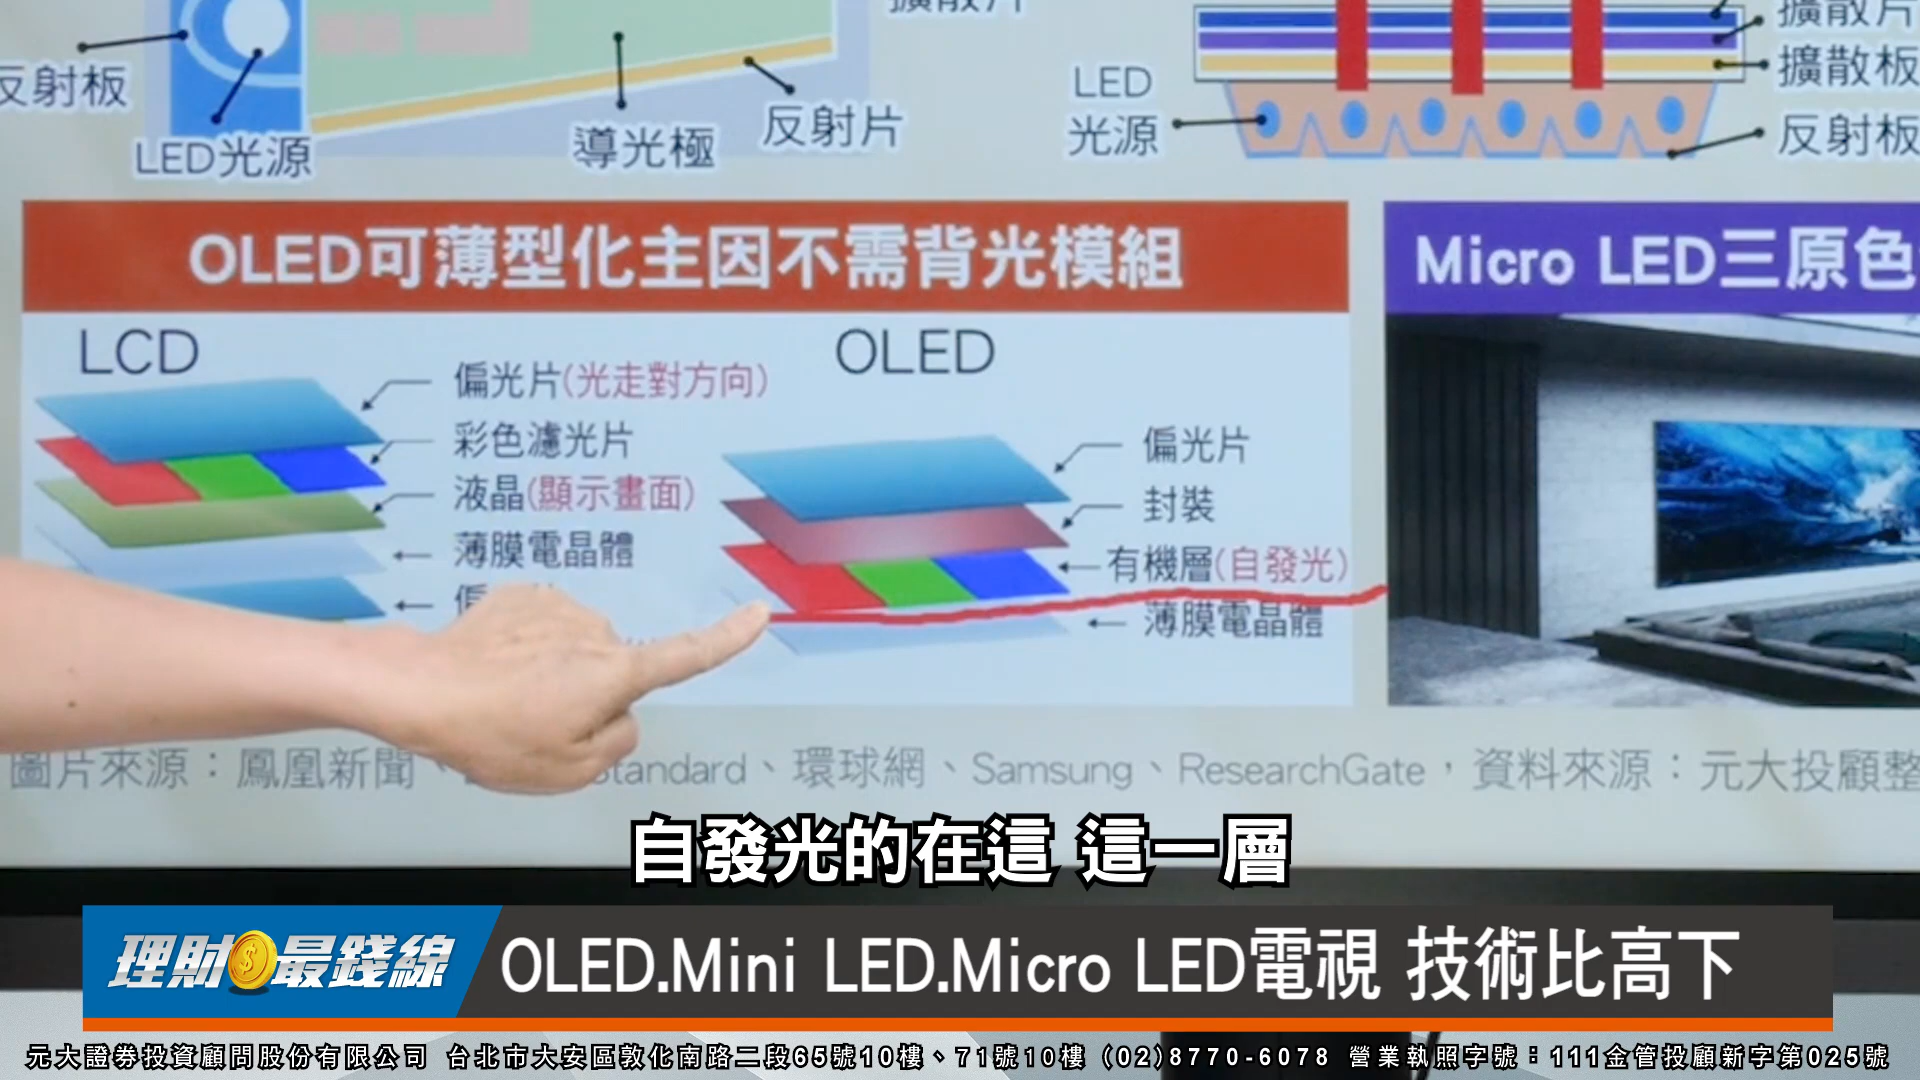 擴散片
擴散片
反射板
LED光源
導光極
反射片
LED
光源
擴散板
反射板
OLED可薄型化主因不需背光模組
Micro LED三原色
LCD
偏光片(光走對方向)
彩色濾光片
液晶(顯示畫面)
薄膜電晶體
OLED
偏光片
封裝
有機層(自發光)
薄膜電晶體
圖片來源：鳳凰新聞、 Standard、環球網、Samsung、ResearchGate，資料來源：元大投顧整
自發光的在這 這一層
理財最錢線
OLED.Mini LED.Micro LED電視 技術比高下
元大證券投資顧問股份有限公司 台北市大安區敦化南路二段65號10樓、71號10樓 (02)8770-6078 營業執照字號：111金管投顧新字第025號